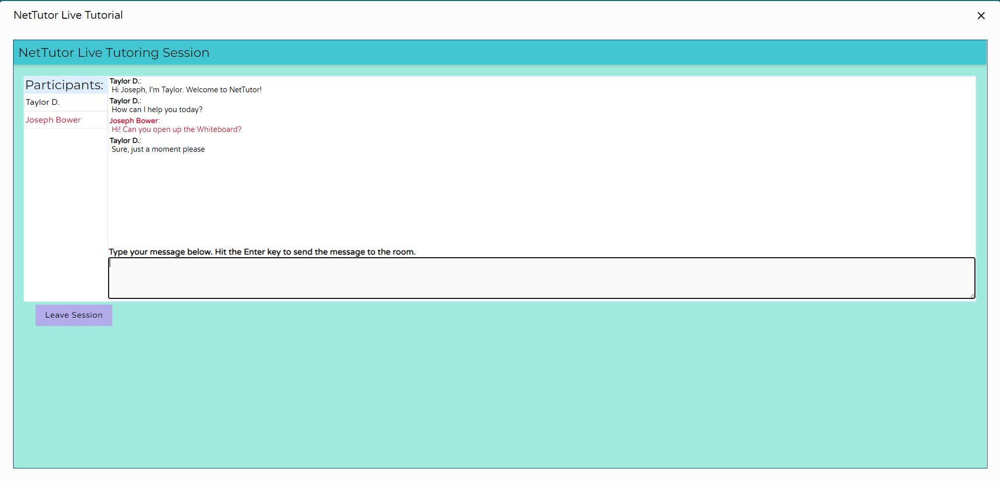 NetTutor Live Tutorial
NetTutor Live Tutoring Session
Participants:
Taylor D.
Joseph Bower
Taylor D.:
Hi Joseph, I'm Taylor. Welcome to NetTutor!
Taylor D.:
How can I help you today?
Joseph Bower:
Hi! Can you open up the Whiteboard?
Taylor D.:
Sure, just a moment please
Type your message below. Hit the Enter key to send the message to the room.
Leave Session